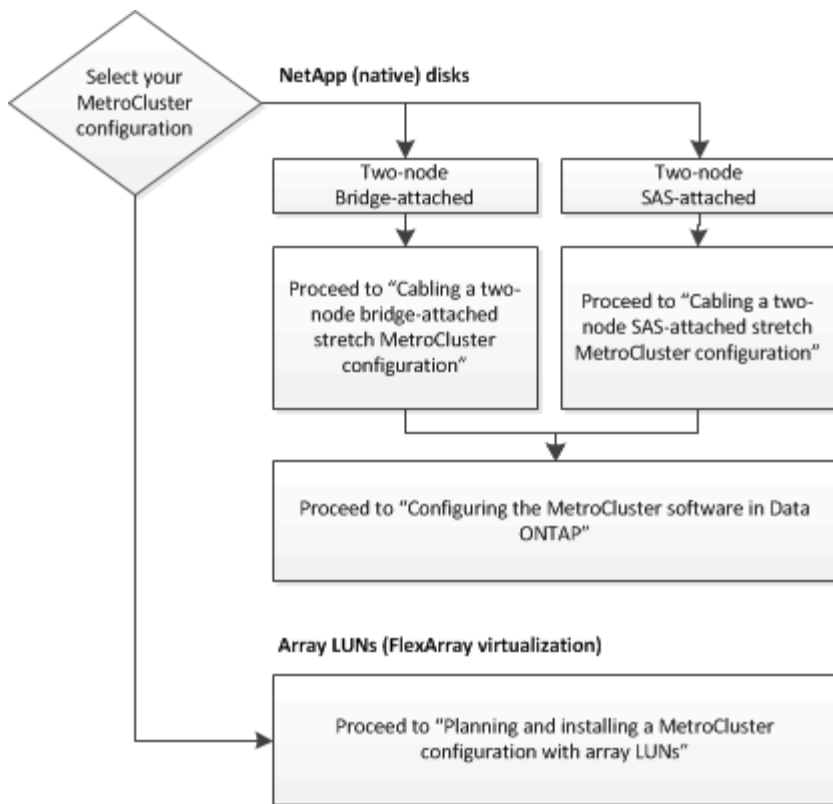 Select your
MetroCluster
configuration
NetApp (native) disks
Two-node
Bridge-attached
Two-node
SAS-attached
Proceed to “Cabling a two-
node bridge-attached
stretch MetroCluster
configuration“
Proceed to “Cabling a two-
node SAS-attached stretch
MetroCluster configuration”
Proceed to “Configuring the MetroCluster software in Data
ONTAP”
Array LUNs (FlexArray virtualization)
Proceed to “Planning and installing a MetroCluster
configuration with array LUNs”